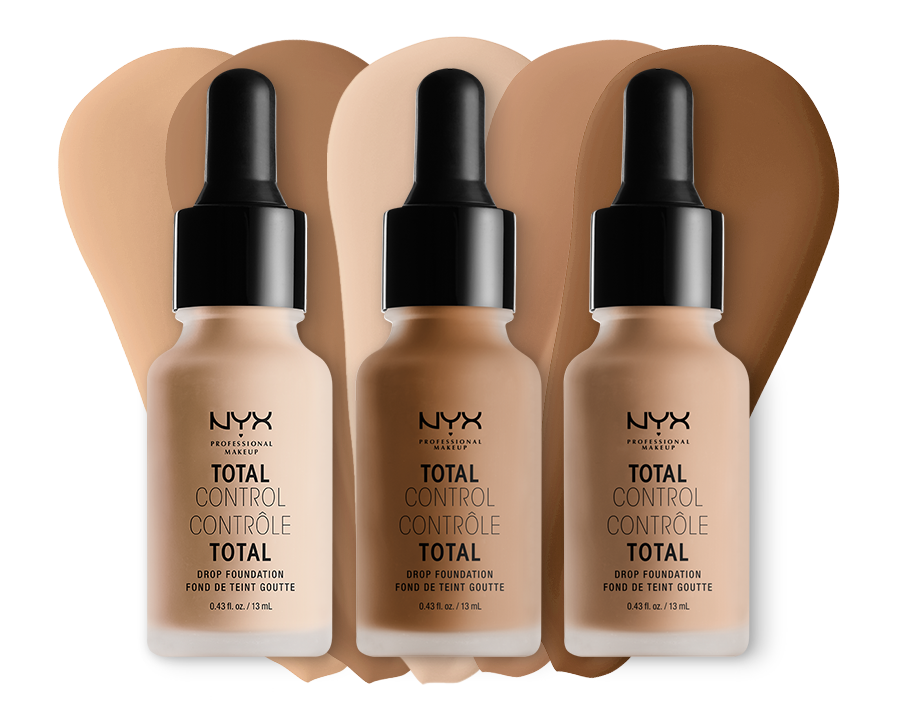 NYX
PROFESSIONAL
MAKEUP
TOTAL
CONTROL
CONTRÔLE
TOTAL
DROP FOUNDATION
FOND DE TEINT GOUTTE
0.43 fl. oz. / 13 mL
NYX
PROFESSIONAL
MAKEUP
TOTAL
CONTROL
CONTRÔLE
TOTAL
DROP FOUNDATION
FOND DE TEINT GOUTTE
0.43 fl. oz. / 13 mL
NYX
PROFESSIONAL
MAKEUP
TOTAL
CONTROL
CONTRÔLE
TOTAL
DROP FOUNDATION
FOND DE TEINT GOUTTE
0.43 fl. oz. / 13 mL